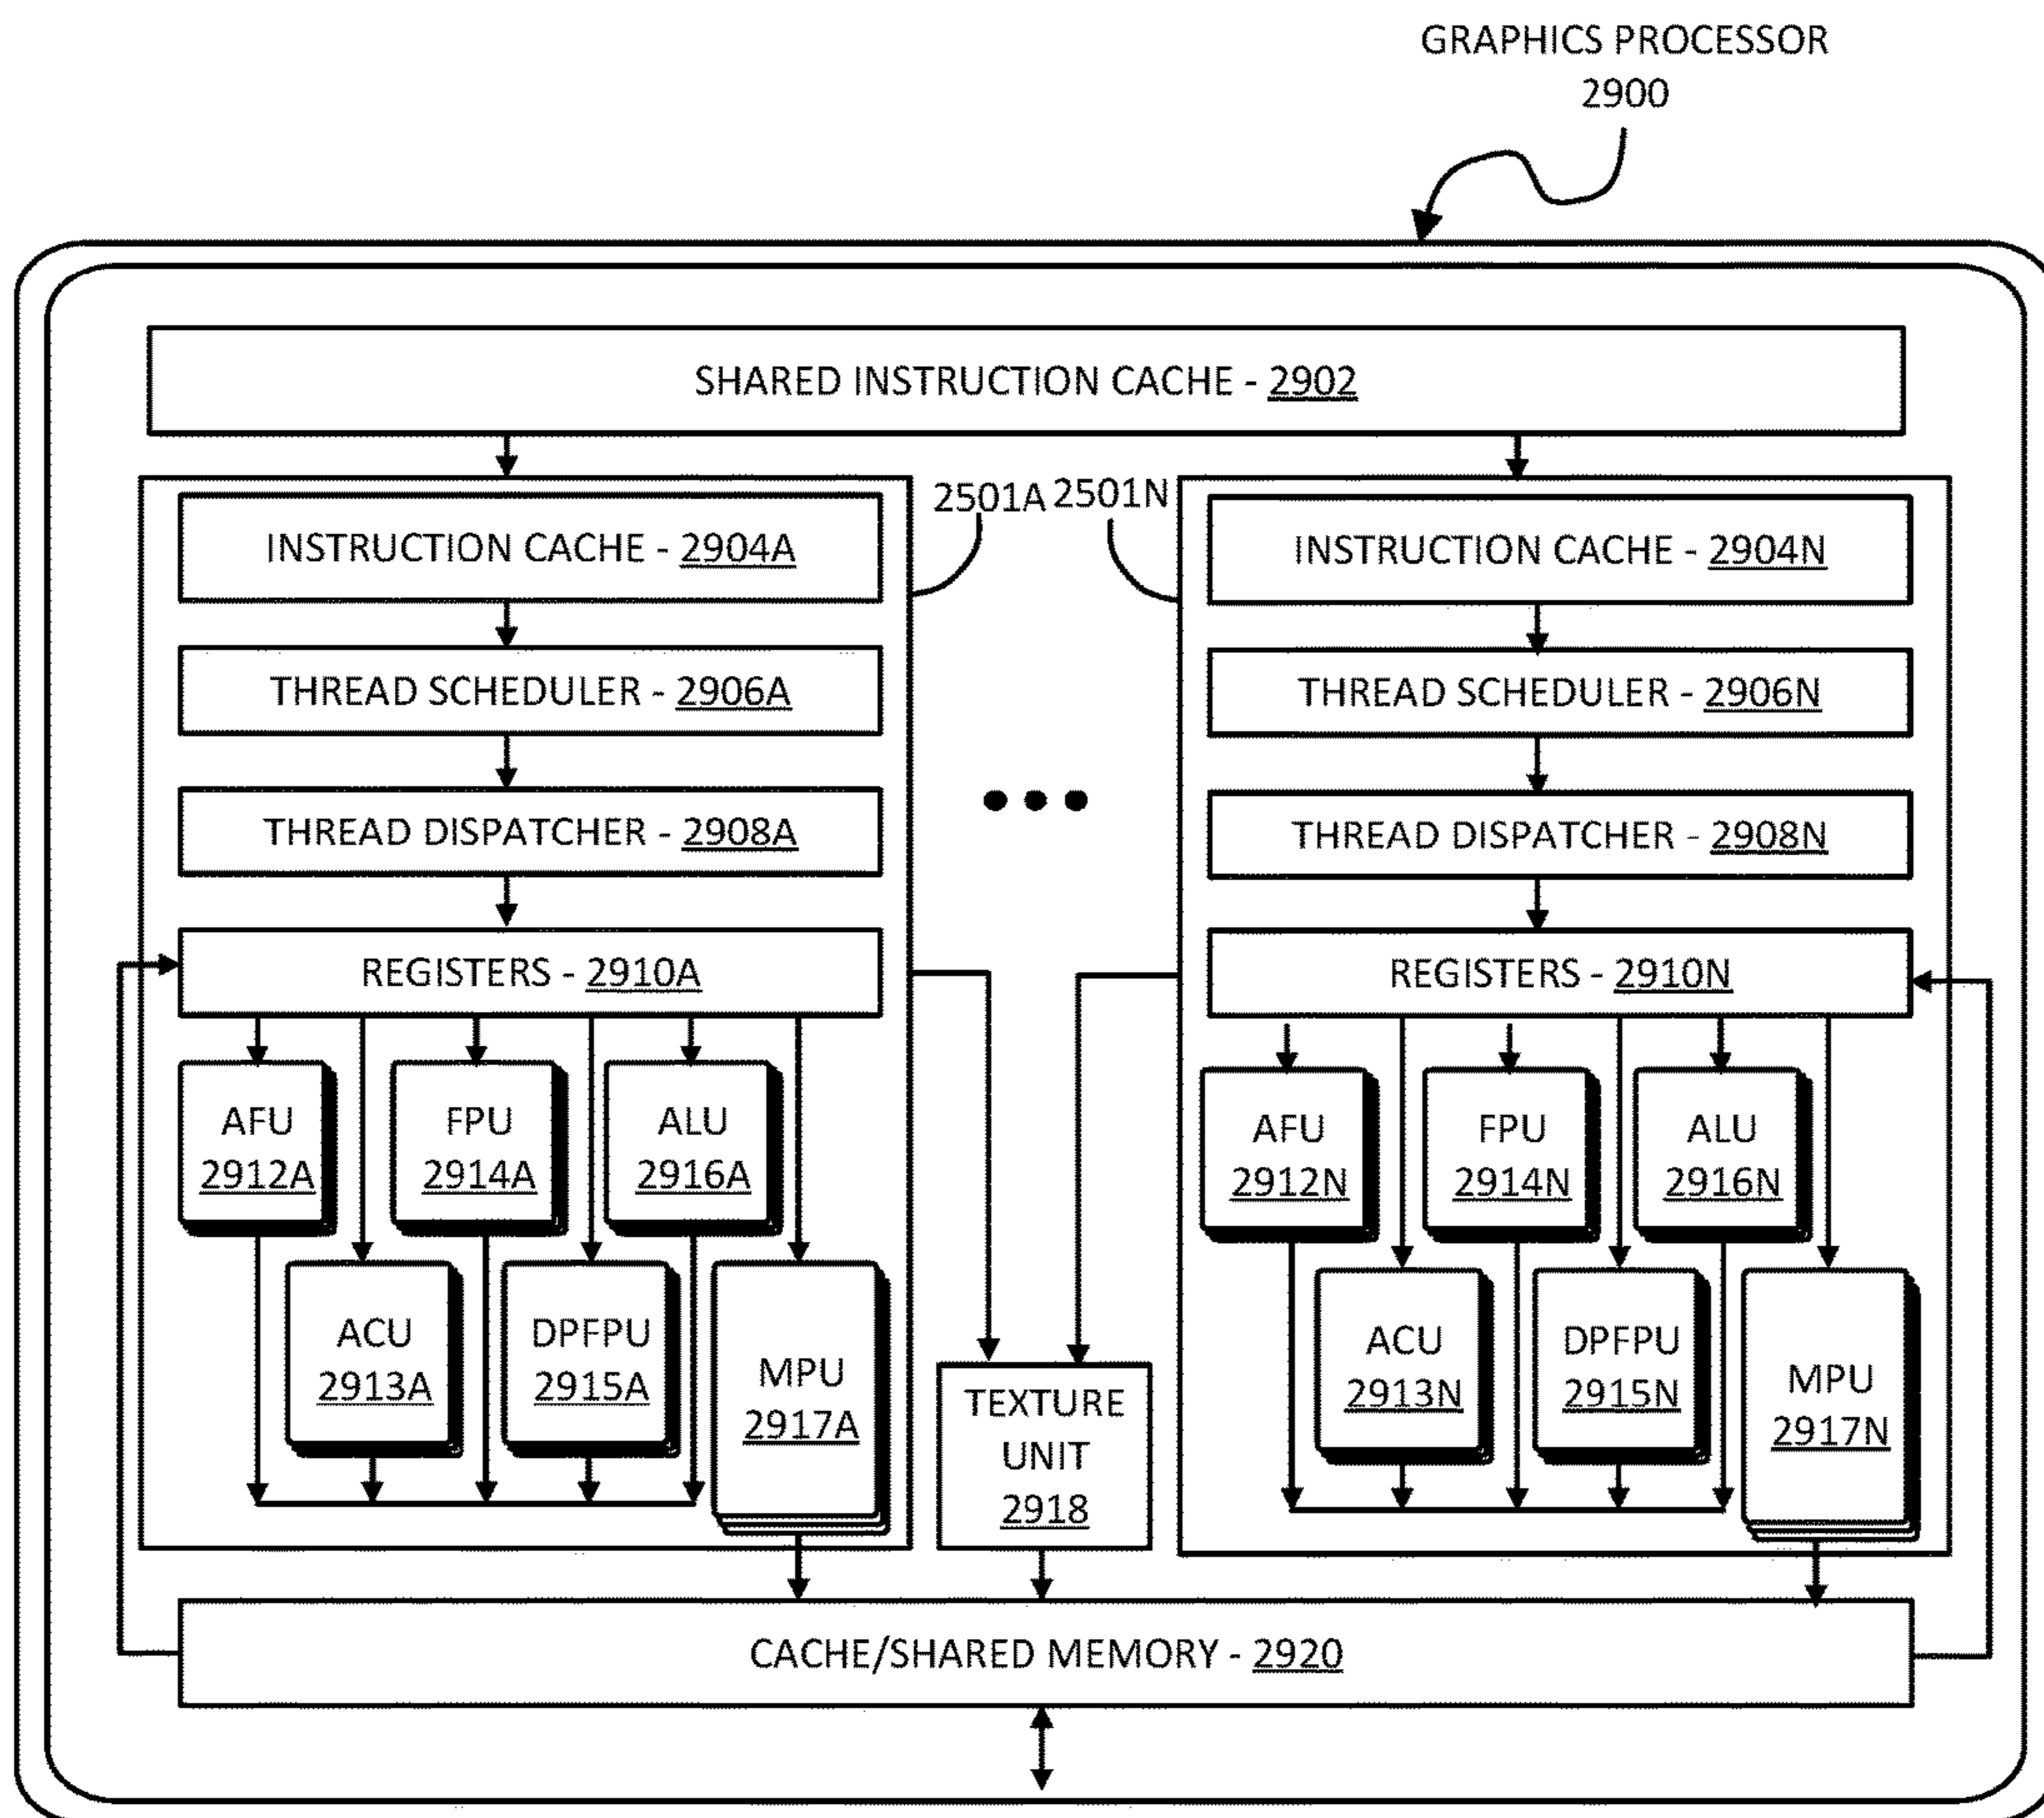 GRAPHICS PROCESSOR
2900
SHARED INSTRUCTION CACHE - 2902
2501A 2501N
INSTRUCTION CACHE - 2904A
INSTRUCTION CACHE - 2904N
THREAD SCHEDULER - 2906A
THREAD SCHEDULER - 2906N
THREAD DISPATCHER - 2908A
THREAD DISPATCHER - 2908N
REGISTERS - 2910A
REGISTERS - 2910N
AFU
2912A
FPU
2914A
ALU
2916A
AFU
2912N
FPU
2914N
ALU
2916N
ACU
2913A
DPFPU
2915A
MPU
2917A
TEXTURE
UNIT
2918
ACU
2913N
DPFPU
2915N
MPU
2917N
CACHE/SHARED MEMORY - 2920